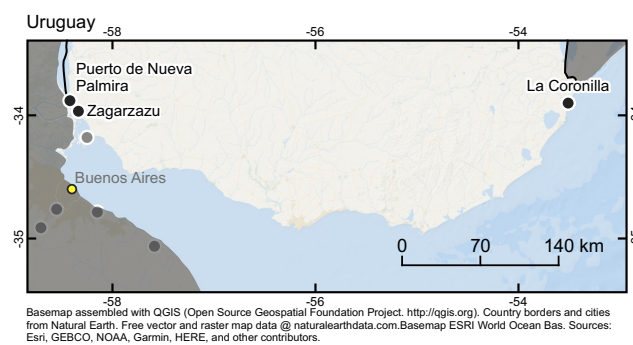 Uruguay
-58 -56 -54
Puerto de Nueva
Palmira
La Coronilla
Zagarzazu
-34 -34
Buenos Aires
-35 -35
0 70 140 km
-58 -56 -54
Basemap assembled with QGIS (Open Source Geospatial Foundation Project. http://qgis.org). Country borders and cities
from Natural Earth. Free vector and raster map data @ naturalearthdata.com.Basemap ESRI World Ocean Bas. Sources:
Esri, GEBCO, NOAA, Garmin, HERE, and other contributors.